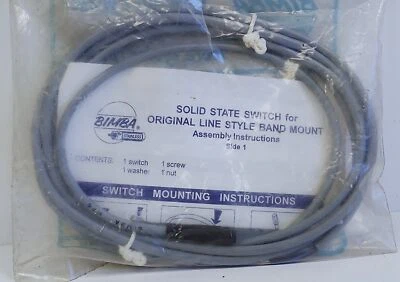 SOLID STATE SWITCH for
ORIGINAL LINE STYLE BAND MOUNT
Assembly Instructions
Side 1
BIMBA
STAINLESS
CONTENTS: 1 switch 1 screw
1 washer 1 nut
SWITCH MOUNTING INSTRUCTIONS